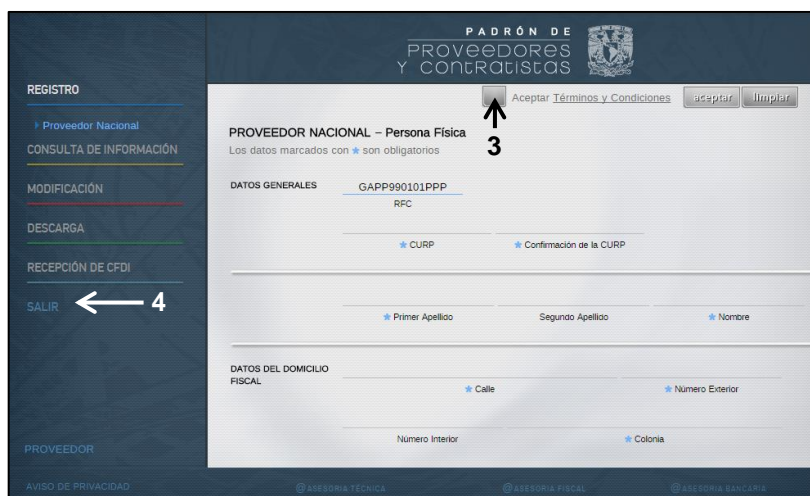 PADRÓN DE
PROVEEDORES
Y CONTRATISTAS
REGISTRO
Proveedor Nacional
CONSULTA DE INFORMACIÓN
MODIFICACIÓN
DESCARGA
RECEPCIÓN DE CFDI
SALIR
4
PROVEEDOR
AVISO DE PRIVACIDAD
Aceptar Términos y Condiciones
aceptar
limpiar
3
PROVEEDOR NACIONAL – Persona Física
Los datos marcados con ★ son obligatorios
DATOS GENERALES
GAPP990101PPP
RFC
★ CURP
★ Confirmación de la CURP
★ Primer Apellido
Segundo Apellido
★ Nombre
DATOS DEL DOMICILIO
FISCAL
★ Calle
★ Número Exterior
Número Interior
★ Colonia
@ASESORIA TECNICA
@ASESORIA FISCAL
@ASESORIA BANCARIA